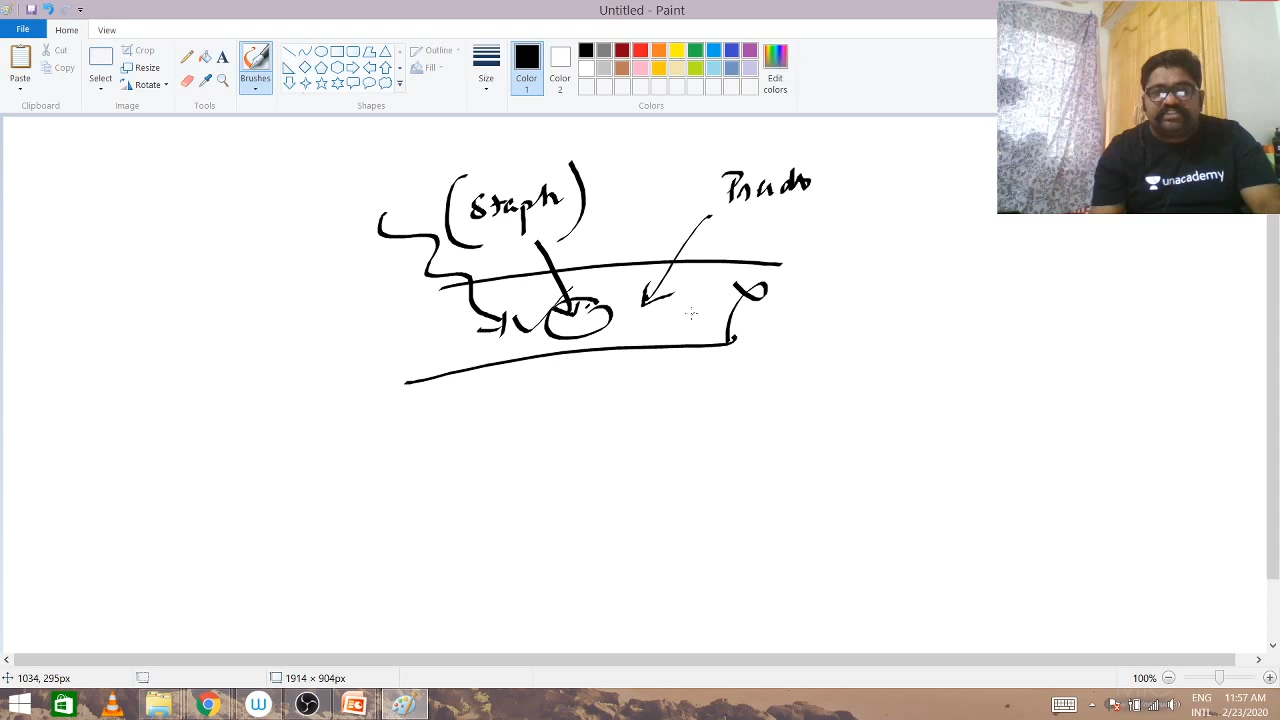 Untitled - Paint
File
Home
View
Paste
Cut
Copy
Clipboard
Select
Crop
Resize
Rotate
Image
Tools
Brushes
Shapes
Outline
Fill
Size
Color 1
Color 2
Edit colors
Colors
unacademy
(Staph)
1034, 295px
1914 × 904px
100%
ENG
INTL
11:57 AM
2/23/2020